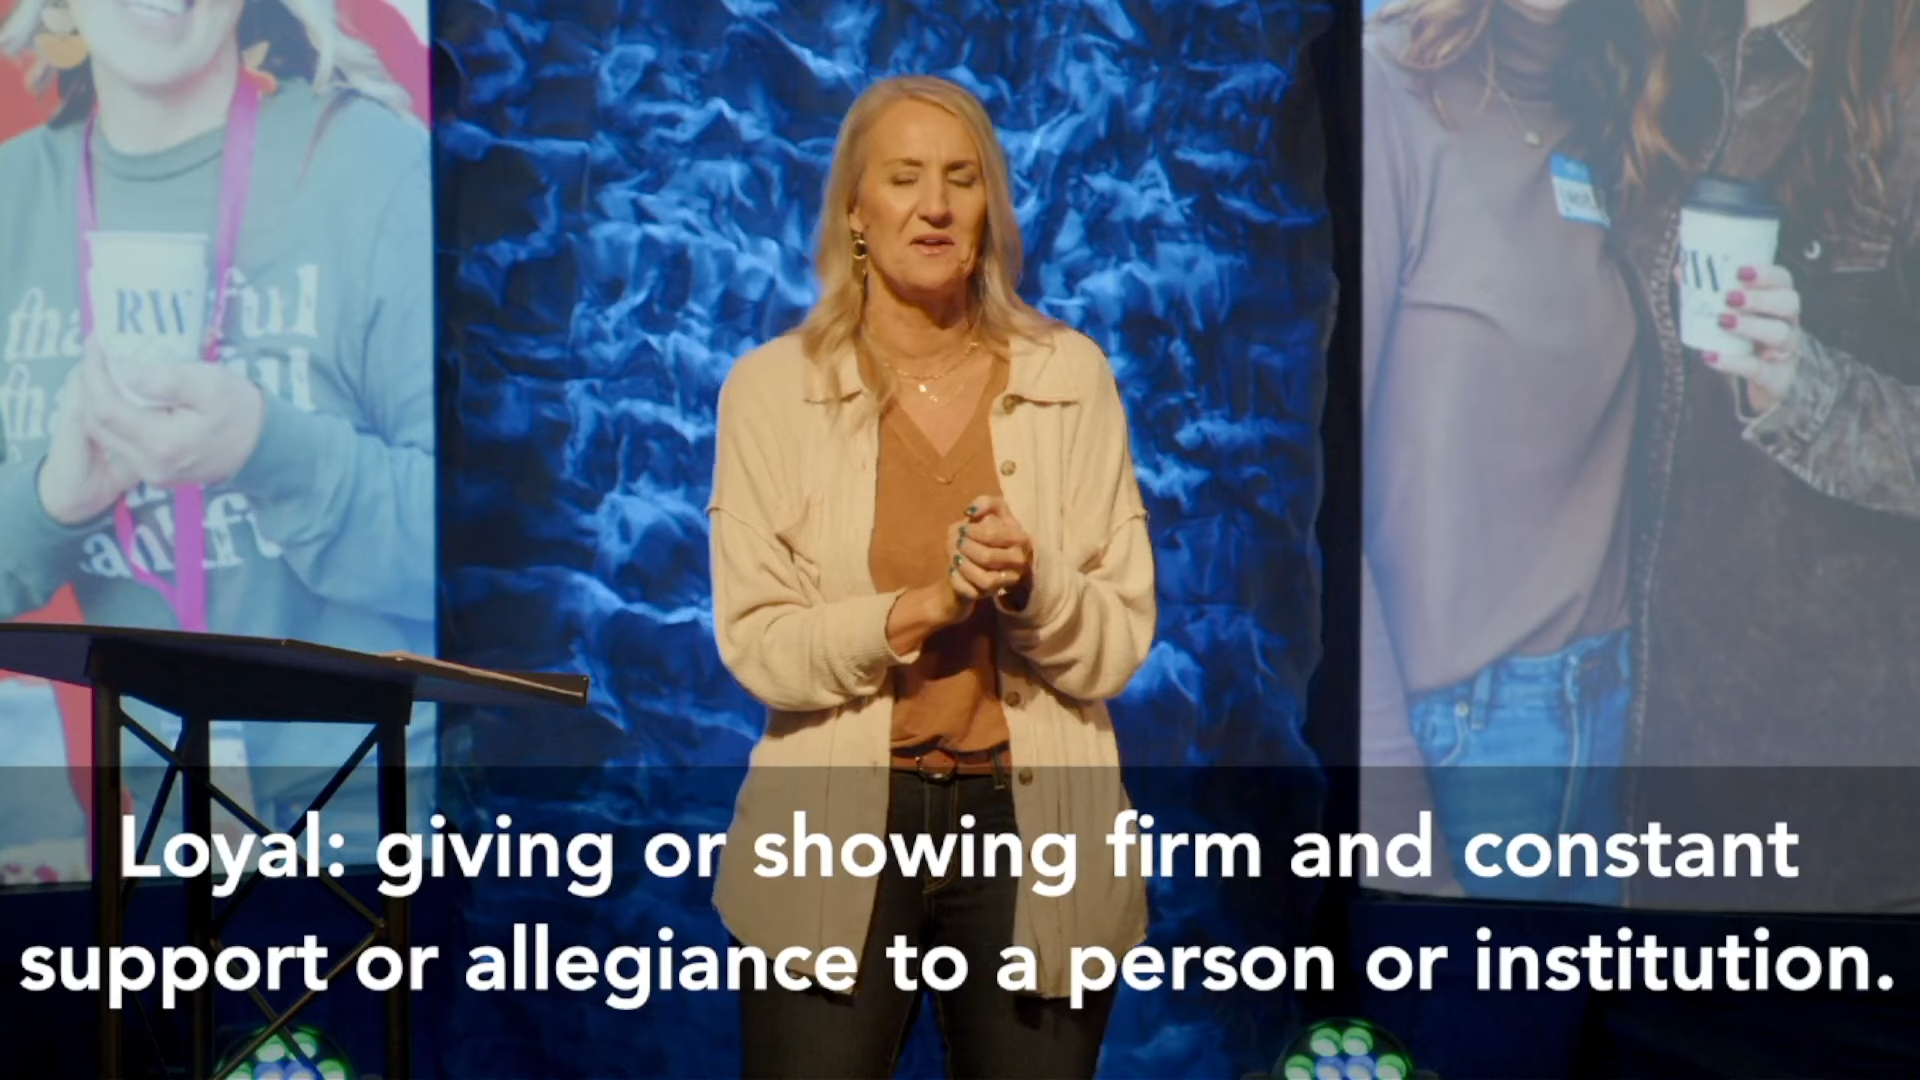 RW
RW
Loyal: giving or showing firm and constant
support or allegiance to a person or institution.